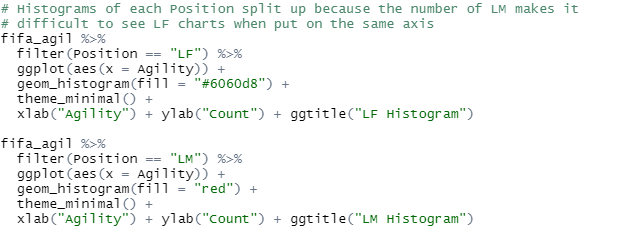 # Histograms of each Position split up because the number of LM makes it
# difficult to see LF charts when put on the same axis
fifa_agil %>%
  filter(Position == "LF") %>%
  ggplot(aes(x = Agility)) +
  geom_histogram(fill = "#6060d8") +
  theme_minimal() +
  xlab("Agility") + ylab("Count") + ggtitle("LF Histogram")

fifa_agil %>%
  filter(Position == "LM") %>%
  ggplot(aes(x = Agility)) +
  geom_histogram(fill = "red") +
  theme_minimal() +
  xlab("Agility") + ylab("Count") + ggtitle("LM Histogram")